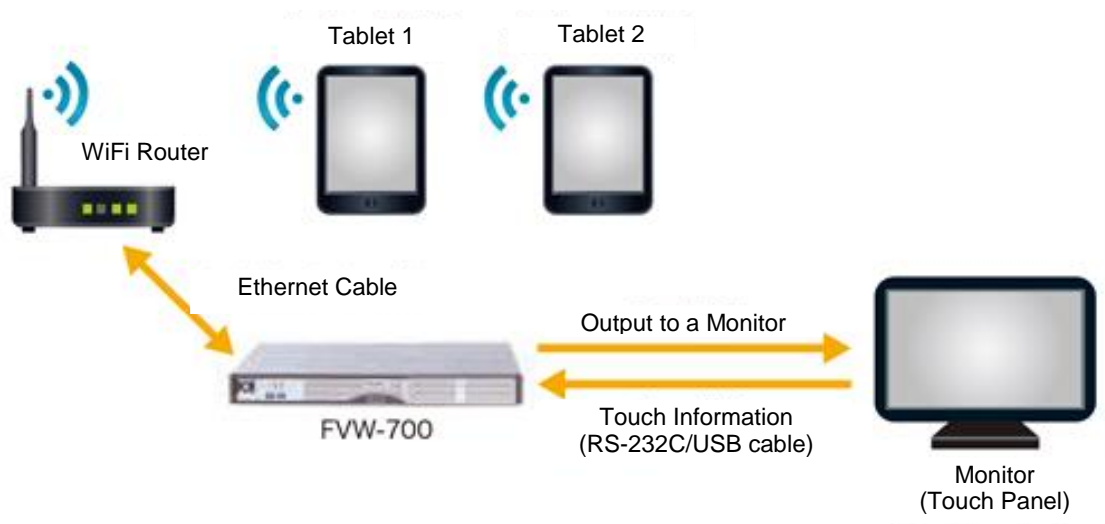 Tablet 1
Tablet 2
WiFi Router
Ethernet Cable
Output to a Monitor
FVW-700
Touch Information
(RS-232C/USB cable)
Monitor
(Touch Panel)